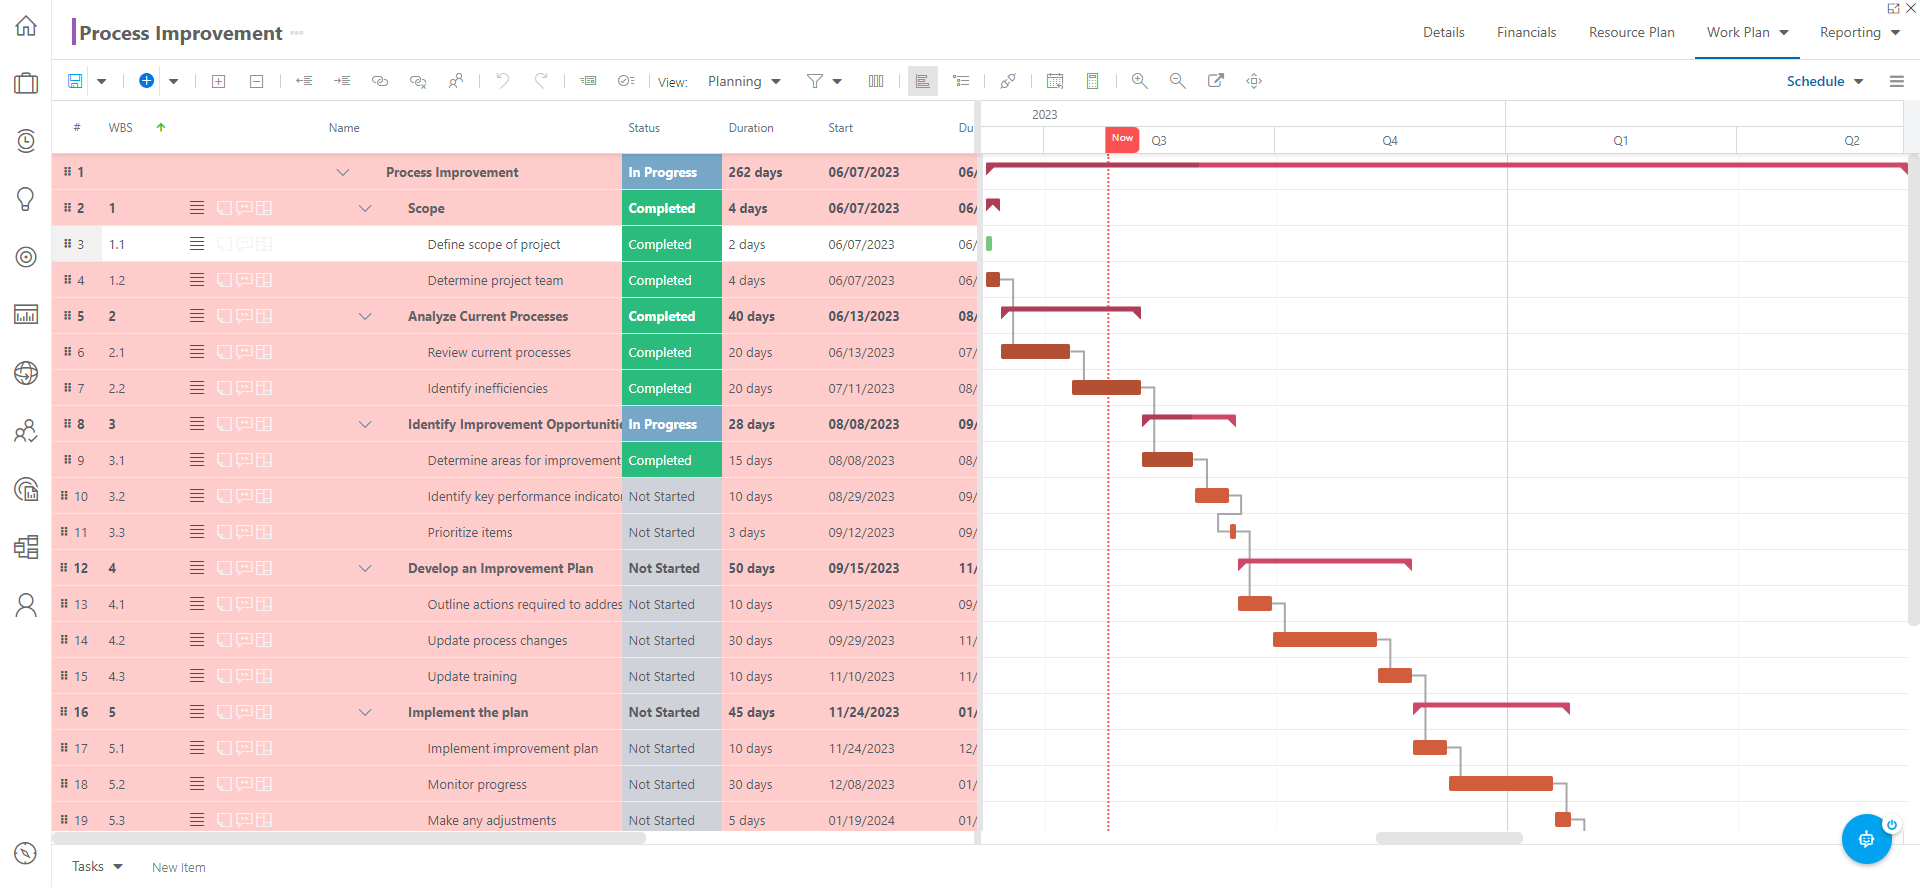 Process Improvement
Details Financials Resource Plan Work Plan Reporting
View: Planning Schedule
# WBS Name Status Duration Start Du
2023
Now Q3 Q4 Q1 Q2
1 Process Improvement In Progress 262 days 06/07/2023 06/
2 1 Scope Completed 4 days 06/07/2023 06/
3 1.1 Define scope of project Completed 2 days 06/07/2023 06/
4 1.2 Determine project team Completed 4 days 06/07/2023 06/
5 2 Analyze Current Processes Completed 40 days 06/13/2023 08/
6 2.1 Review current processes Completed 20 days 06/13/2023 07/
7 2.2 Identify inefficiencies Completed 20 days 07/11/2023 08/
8 3 Identify Improvement Opportunitie In Progress 28 days 08/08/2023 09/
9 3.1 Determine areas for improvement Completed 15 days 08/08/2023 08/
10 3.2 Identify key performance indicator Not Started 10 days 08/29/2023 09/
11 3.3 Prioritize items Not Started 3 days 09/12/2023 09/
12 4 Develop an Improvement Plan Not Started 50 days 09/15/2023 11/
13 4.1 Outline actions required to addres Not Started 10 days 09/15/2023 09/
14 4.2 Update process changes Not Started 30 days 09/29/2023 11/
15 4.3 Update training Not Started 10 days 11/10/2023 11/
16 5 Implement the plan Not Started 45 days 11/24/2023 01/
17 5.1 Implement improvement plan Not Started 10 days 11/24/2023 12/
18 5.2 Monitor progress Not Started 30 days 12/08/2023 01/
19 5.3 Make any adjustments Not Started 5 days 01/19/2024 01/
Tasks New Item